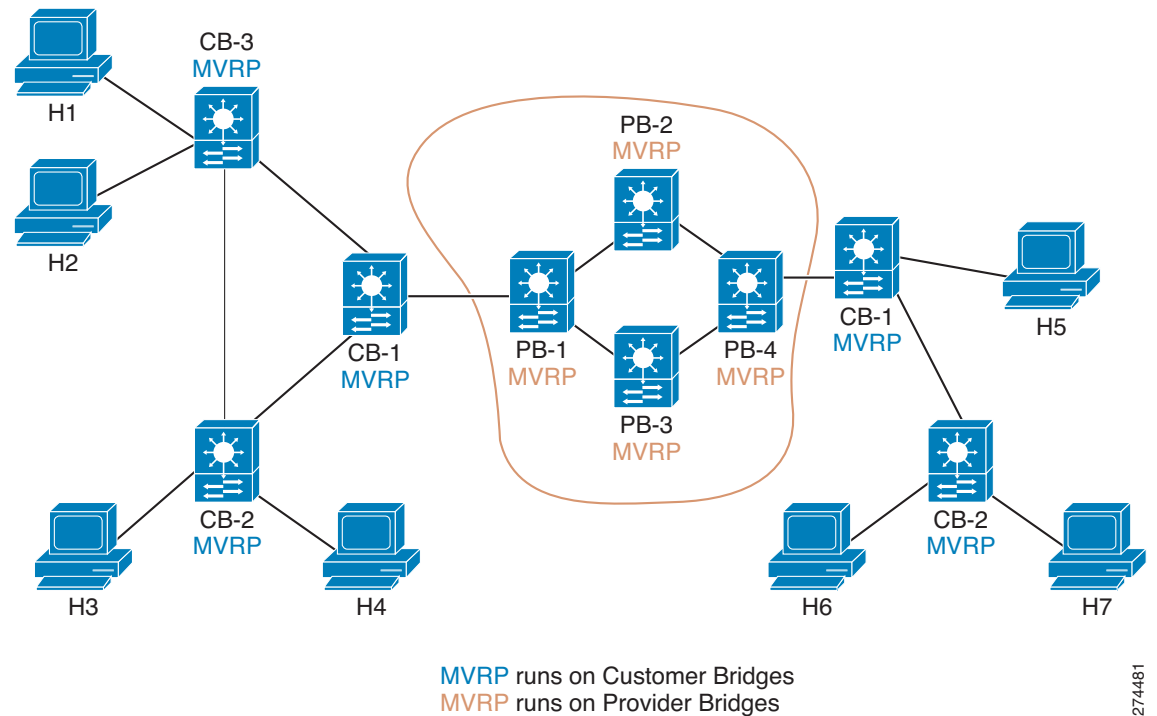 CB-3
MVRP
H1
H2
PB-2
MVRP
CB-1
MVRP
PB-1
MVRP
PB-3
MVRP
PB-4
MVRP
CB-1
MVRP
H5
CB-2
MVRP
H3
H4
CB-2
MVRP
H6
H7
MVRP runs on Customer Bridges
MVRP runs on Provider Bridges
274481